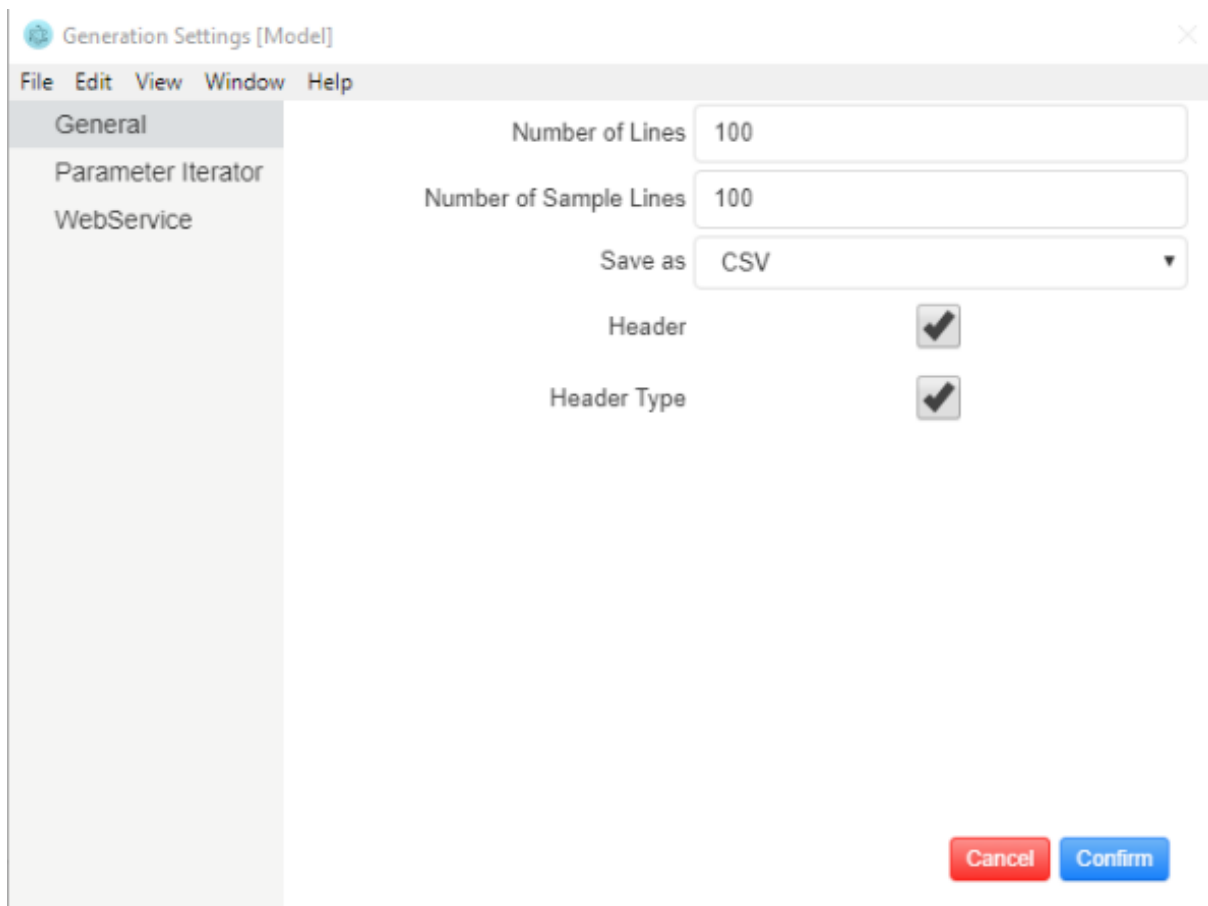 Generation Settings [Model]
File Edit View Window Help
General
Parameter Iterator
WebService
Number of Lines 100
Number of Sample Lines 100
Save as CSV
Header
Header Type
Cancel Confirm